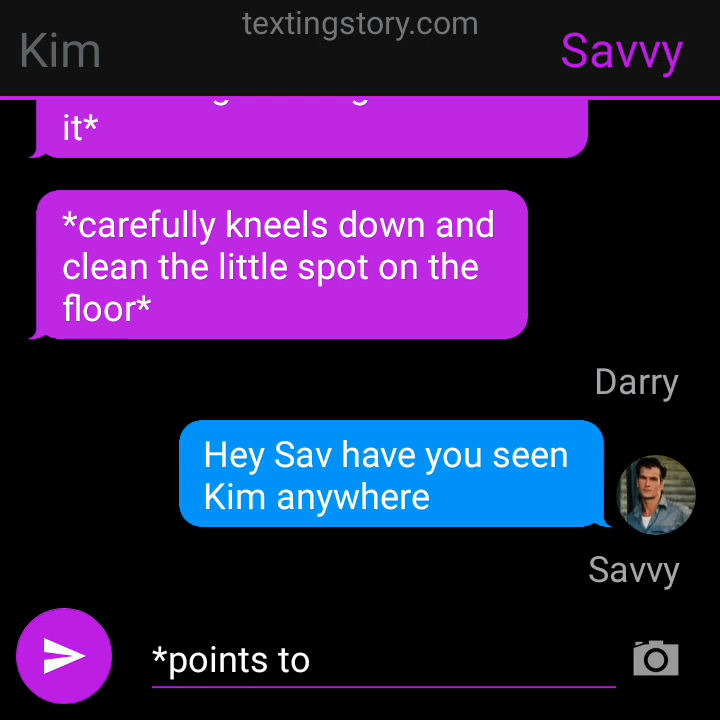 textingstory.com
Kim
Savvy
it*
*carefully kneels down and
clean the little spot on the
floor*
Darry
Hey Sav have you seen
Kim anywhere
Savvy
*points to